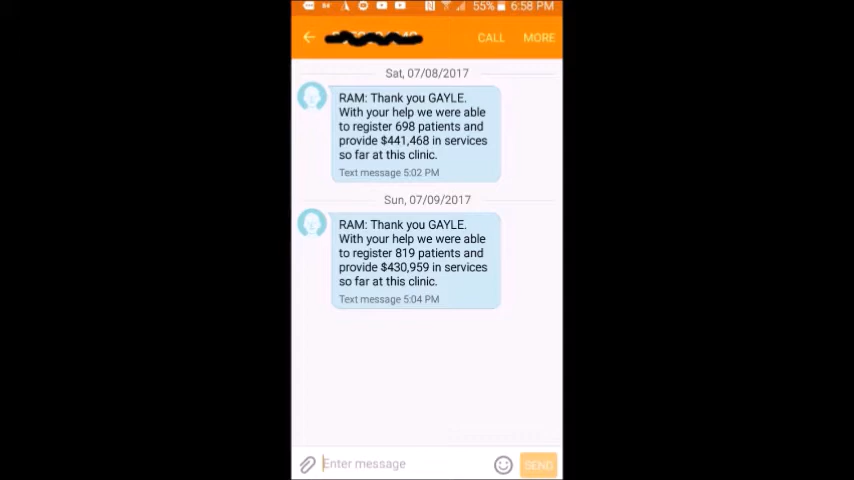 55% 6:58 PM
CALL MORE
Sat, 07/08/2017
RAM: Thank you GAYLE.
With your help we were able
to register 698 patients and
provide $441,468 in services
so far at this clinic.
Text message 5:02 PM
Sun, 07/09/2017
RAM: Thank you GAYLE.
With your help we were able
to register 819 patients and
provide $430,959 in services
so far at this clinic.
Text message 5:04 PM
Enter message
SEND